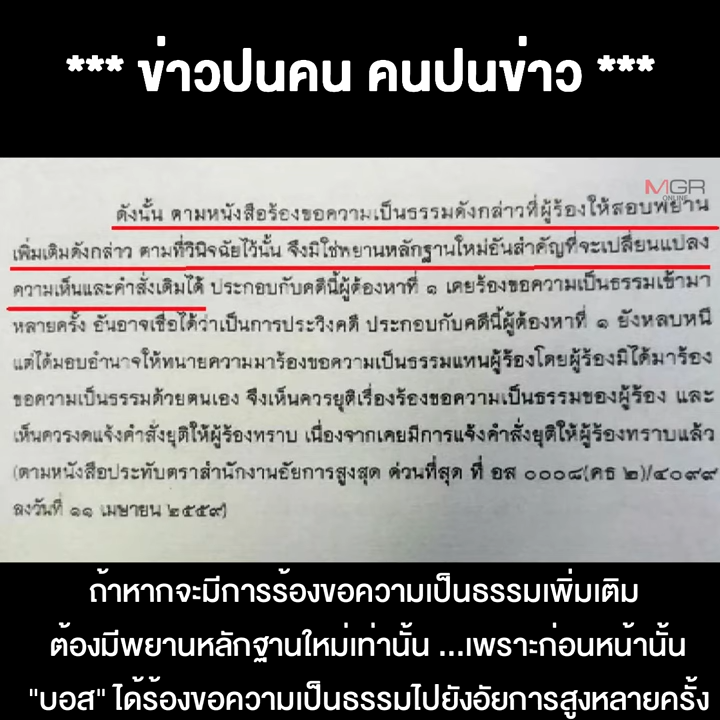 *** ข่าวปนคน คนปนข่าว ***
MGR
ONLINE
ดังนั้น ตามหนังสือร้องขอความเป็นธรรมดังกล่าวที่ผู้ร้องให้สอบพยาน
เพิ่มเติมดังกล่าว ตามที่วินิจฉัยไว้นั้น จึงมิใช่พยานหลักฐานใหม่อันสำคัญที่จะเปลี่ยนแปลง
ความเห็นและคำสั่งเดิมได้ ประกอบกับคดีนี้ผู้ต้องหาที่ ๑ เคยร้องขอความเป็นธรรมเข้ามา
หลายครั้ง อันอาจเชื่อได้ว่าเป็นการประวิงคดี ประกอบกับคดีนี้ผู้ต้องหาที่ ๑ ยังหลบหนี
แต่ได้มอบอำนาจให้ทนายความมาร้องขอความเป็นธรรมแทนผู้ร้องโดยผู้ร้องมิได้มาร้อง
ขอความเป็นธรรมด้วยตนเอง จึงเห็นควรยุติเรื่องร้องขอความเป็นธรรมของผู้ร้อง และ
เห็นควรงดแจ้งคำสั่งยุติให้ผู้ร้องทราบ เนื่องจากเคยมีการแจ้งคำสั่งยุติให้ผู้ร้องทราบแล้ว
(ตามหนังสือประทับตราสำนักงานอัยการสูงสุด ด่วนที่สุด ที่ อส ๐๐๐๘(คธ ๒)/๔๐๙๙
ลงวันที่ ๑๑ เมษายน ๒๕๕๙)
ถ้าหากจะมีการร้องขอความเป็นธรรมเพิ่มเติม
ต้องมีพยานหลักฐานใหม่เท่านั้น ...เพราะก่อนหน้านั้น
"บอส" ได้ร้องขอความเป็นธรรมไปยังอัยการสูงหลายครั้ง